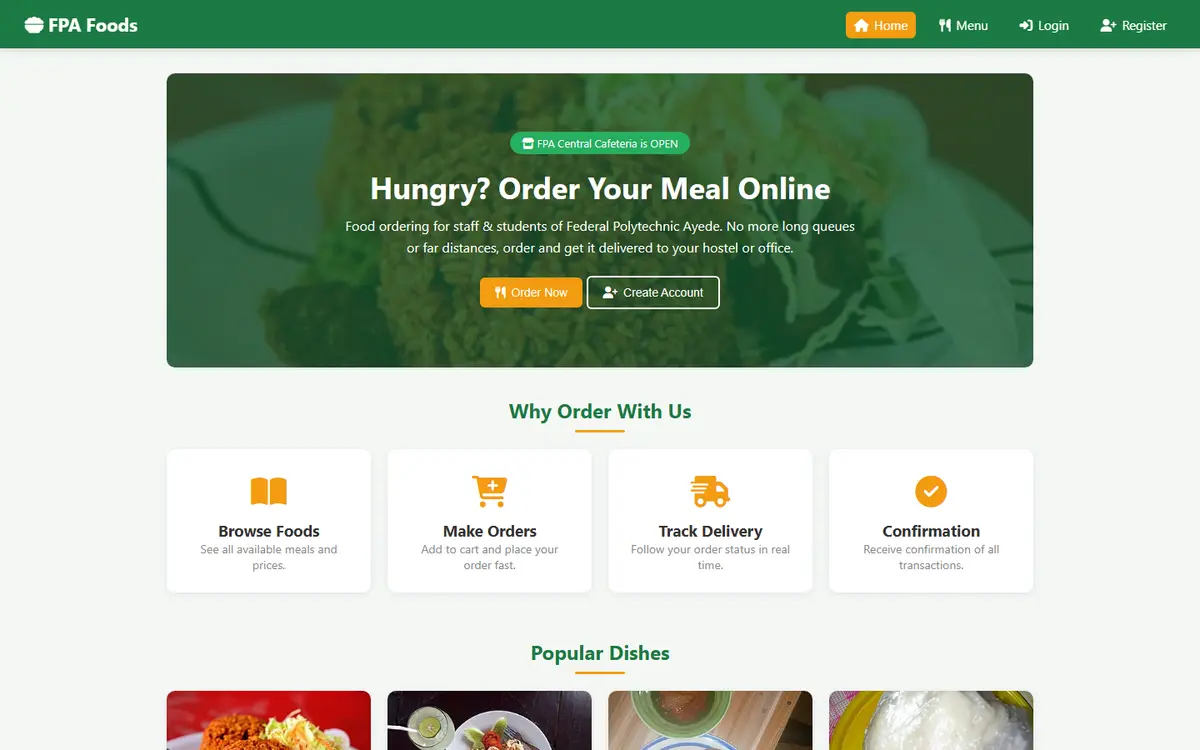 FPA Foods
Home
Menu
Login
Register
FPA Central Cafeteria is OPEN
Hungry? Order Your Meal Online
Food ordering for staff & students of Federal Polytechnic Ayede. No more long queues
or far distances, order and get it delivered to your hostel or office.
Order Now
Create Account
Why Order With Us
Browse Foods
See all available meals and
prices.
Make Orders
Add to cart and place your
order fast.
Track Delivery
Follow your order status in real
time.
Confirmation
Receive confirmation of all
transactions.
Popular Dishes